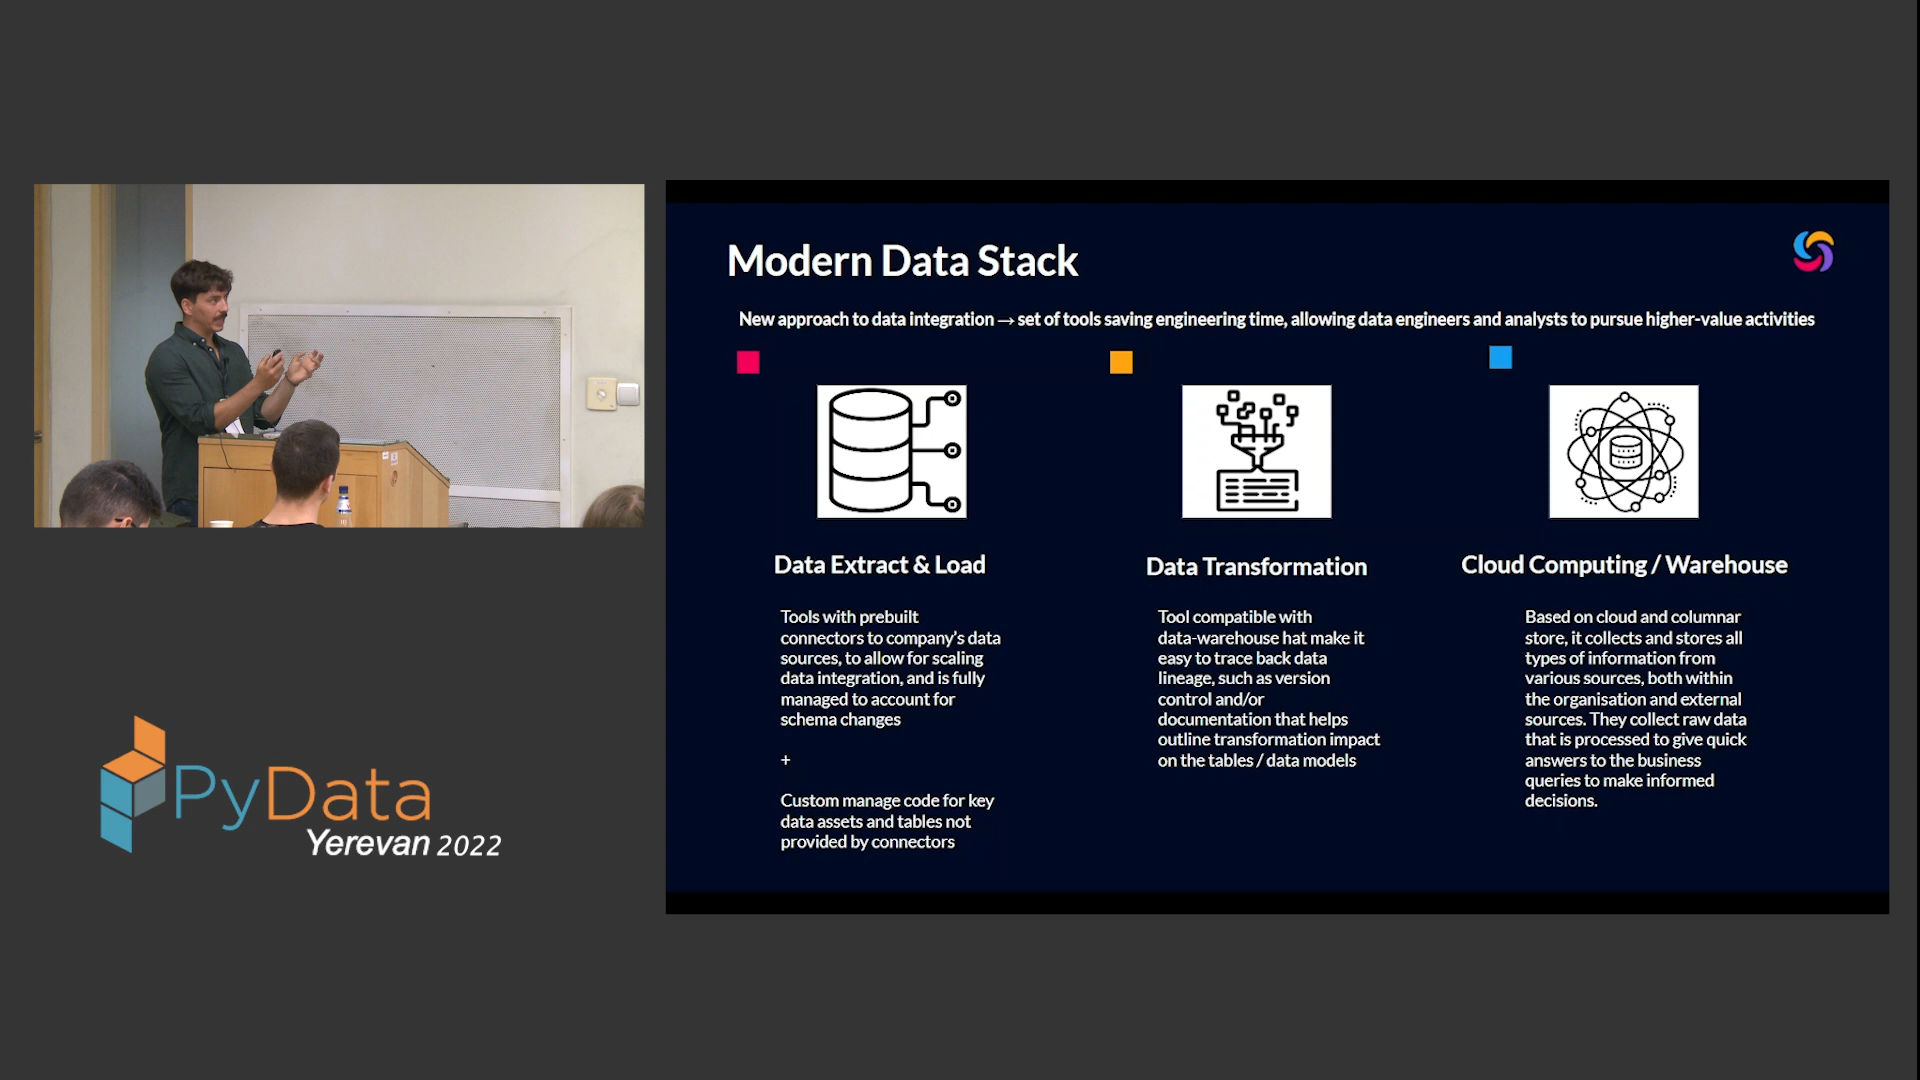 Modern Data Stack
New approach to data integration → set of tools saving engineering time, allowing data engineers and analysts to pursue higher-value activities
Data Extract & Load
Tools with prebuilt
connectors to company's data
sources, to allow for scaling
data integration, and is fully
managed to account for
schema changes
+
Custom manage code for key
data assets and tables not
provided by connectors
Data Transformation
Tool compatible with
data-warehouse hat make it
easy to trace back data
lineage, such as version
control and/or
documentation that helps
outline transformation impact
on the tables / data models
Cloud Computing / Warehouse
Based on cloud and columnar
store, it collects and stores all
types of information from
various sources, both within
the organisation and external
sources. They collect raw data
that is processed to give quick
answers to the business
queries to make informed
decisions.
PyData
Yerevan 2022